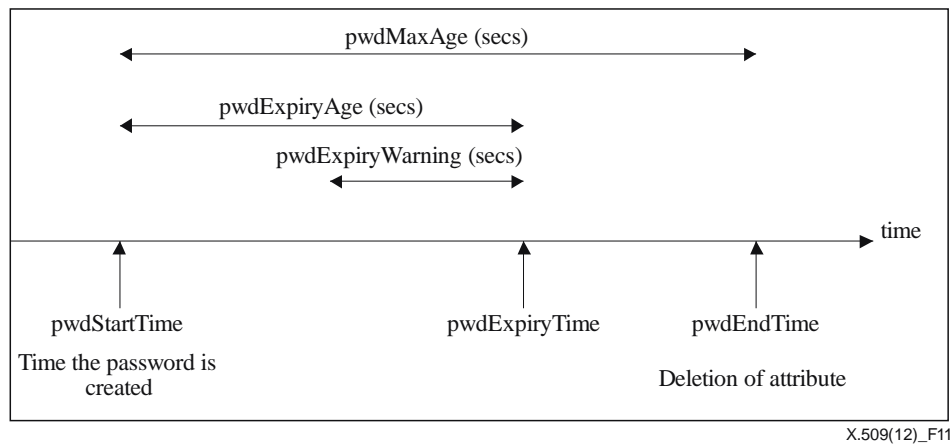 pwdMaxAge (secs)
pwdExpiryAge (secs)
pwdExpiryWarning (secs)
time
pwdStartTime
pwdExpiryTime
pwdEndTime
Time the password is
created
Deletion of attribute
X.509(12)_F11